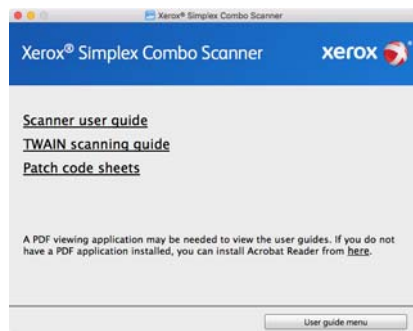 Xerox® Simplex Combo Scanner
Xerox® Simplex Combo Scanner
xerox
Scanner user guide
TWAIN scanning guide
Patch code sheets
A PDF viewing application may be needed to view the user guides. If you do not
have a PDF application installed, you can install Acrobat Reader from here.
User guide menu